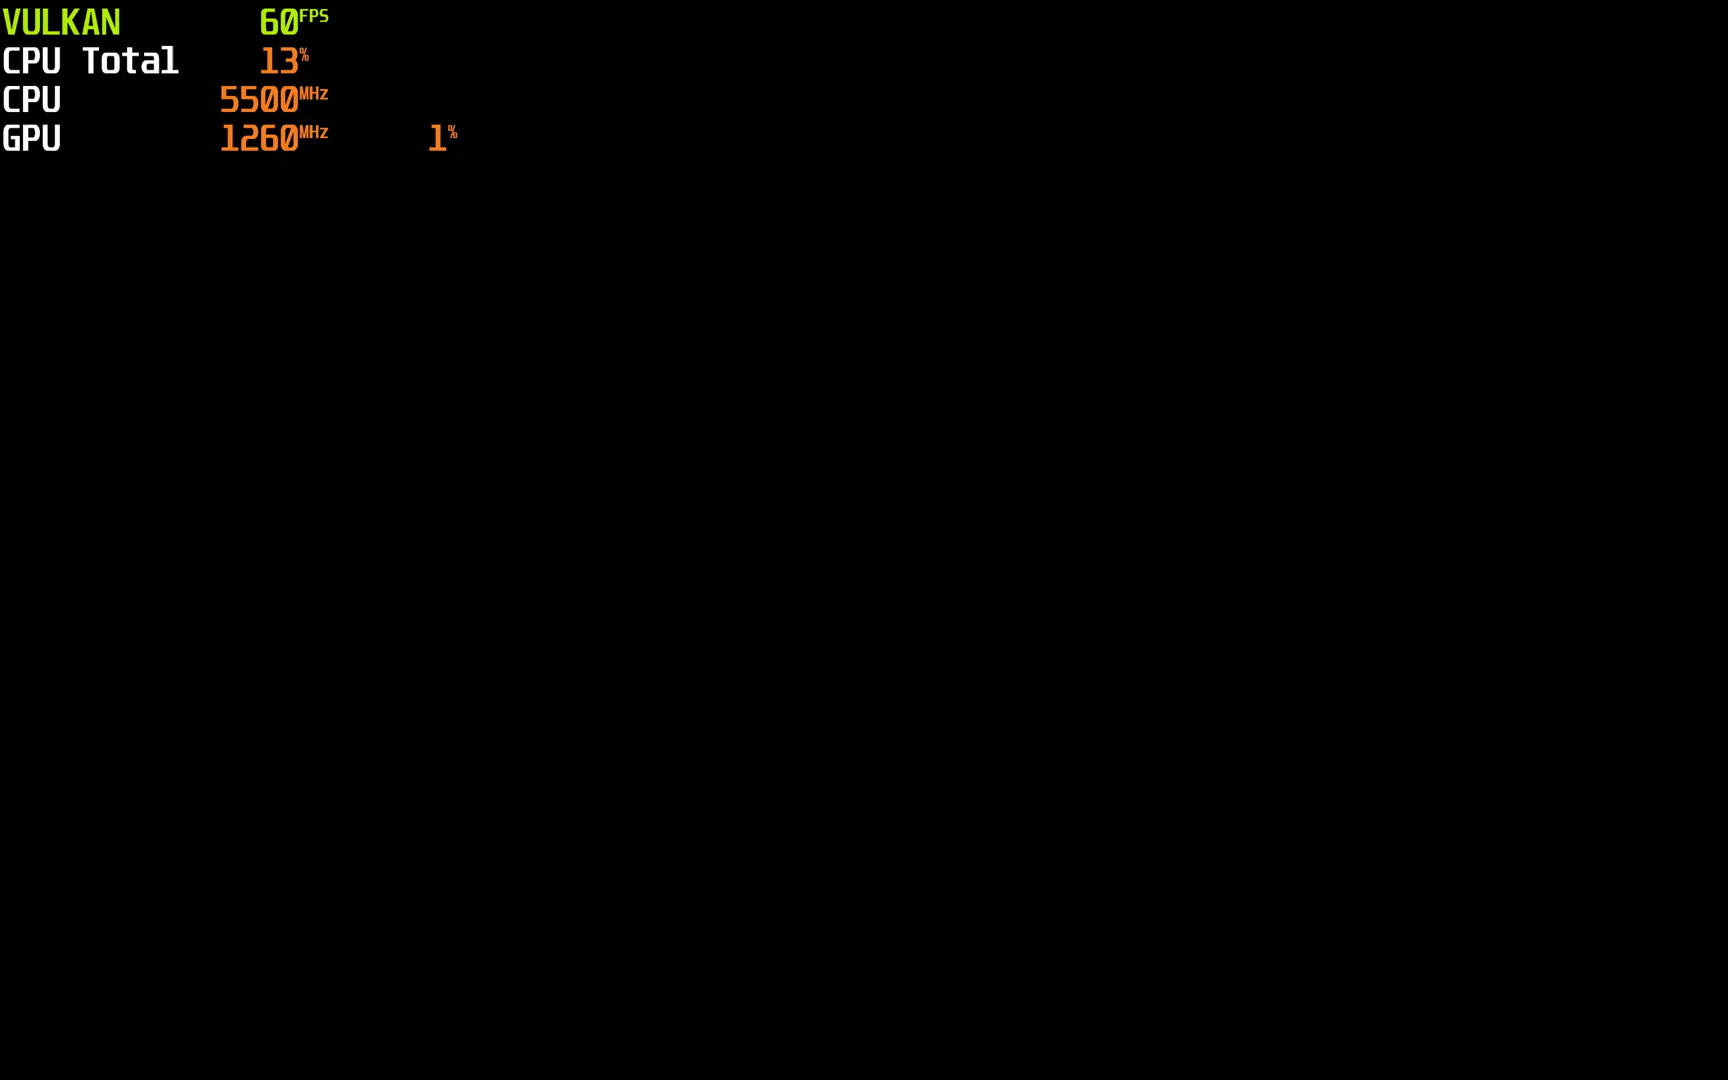 VULKAN 60FPS
CPU Total 13%
CPU 5500MHz
GPU 1260MHz 1%